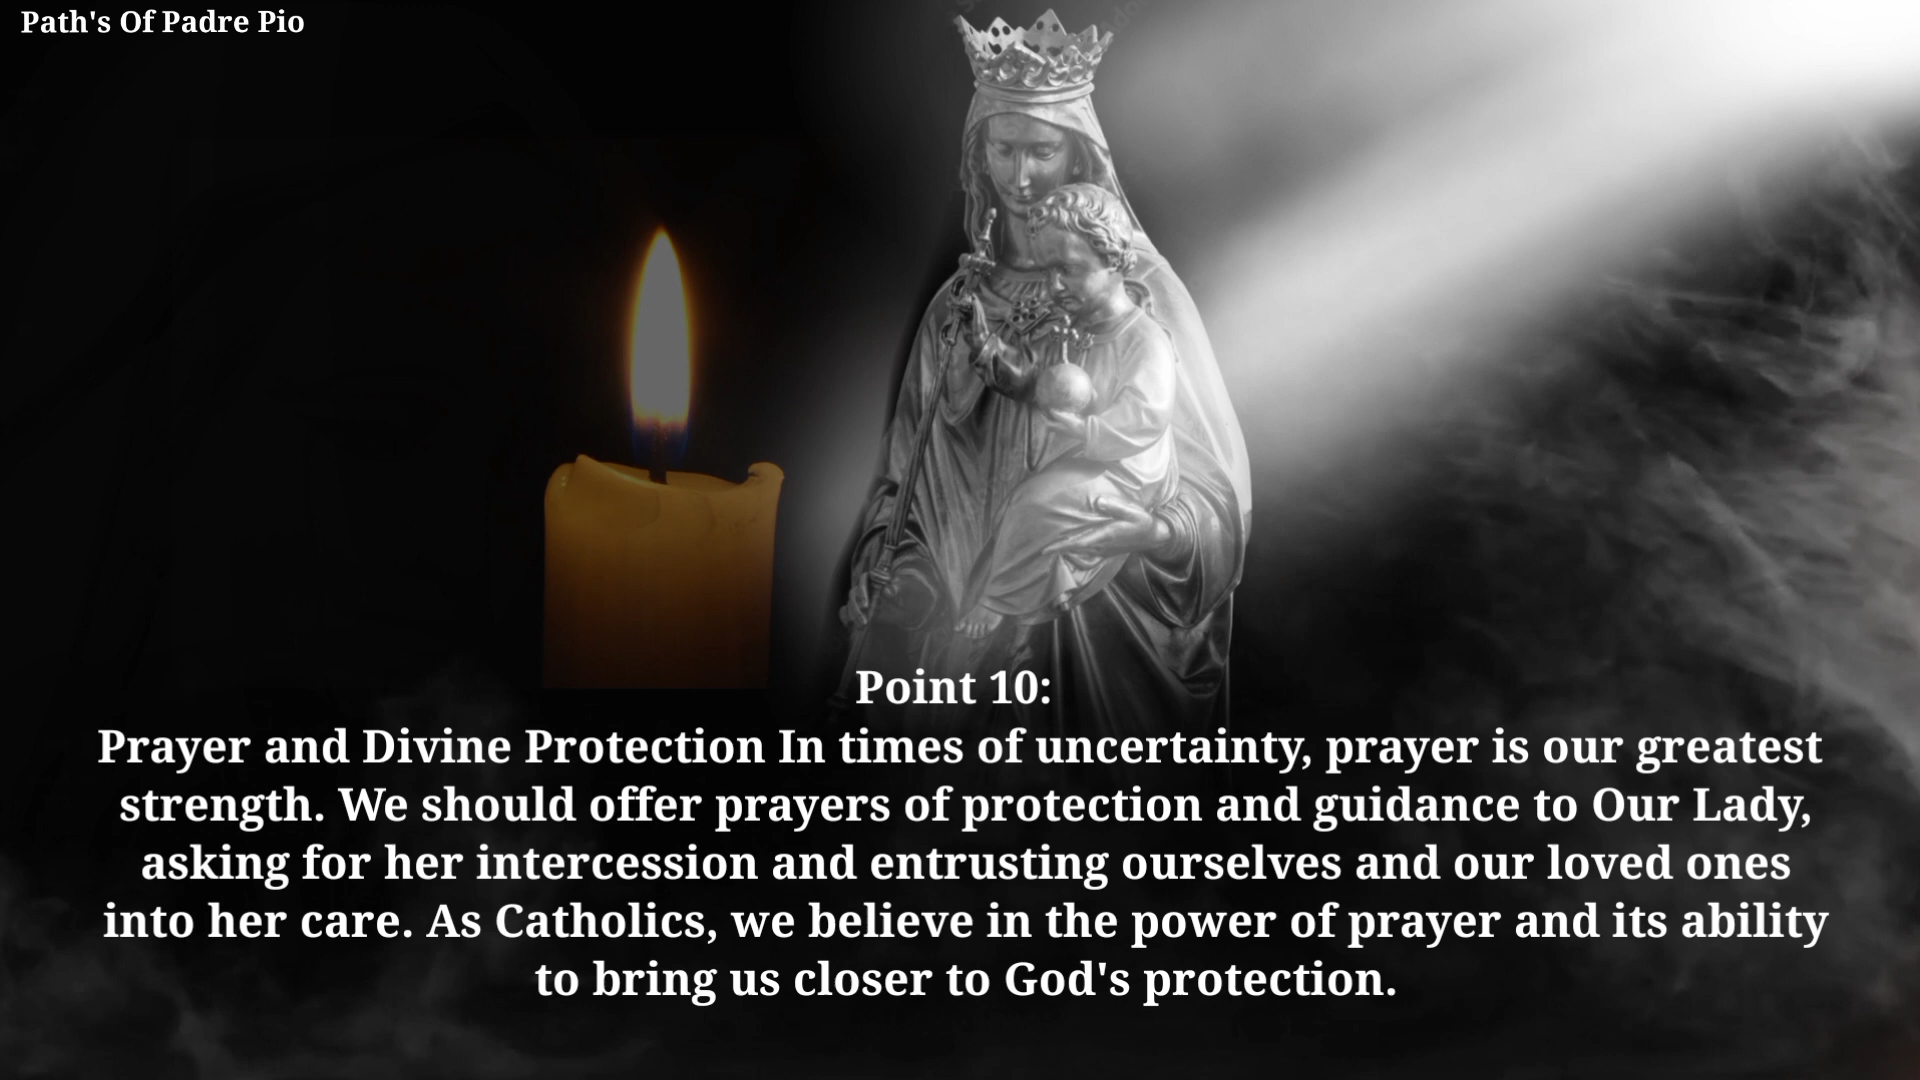 Path's Of Padre Pio
Point 10:
Prayer and Divine Protection In times of uncertainty, prayer is our greatest
strength. We should offer prayers of protection and guidance to Our Lady,
asking for her intercession and entrusting ourselves and our loved ones
into her care. As Catholics, we believe in the power of prayer and its ability
to bring us closer to God's protection.